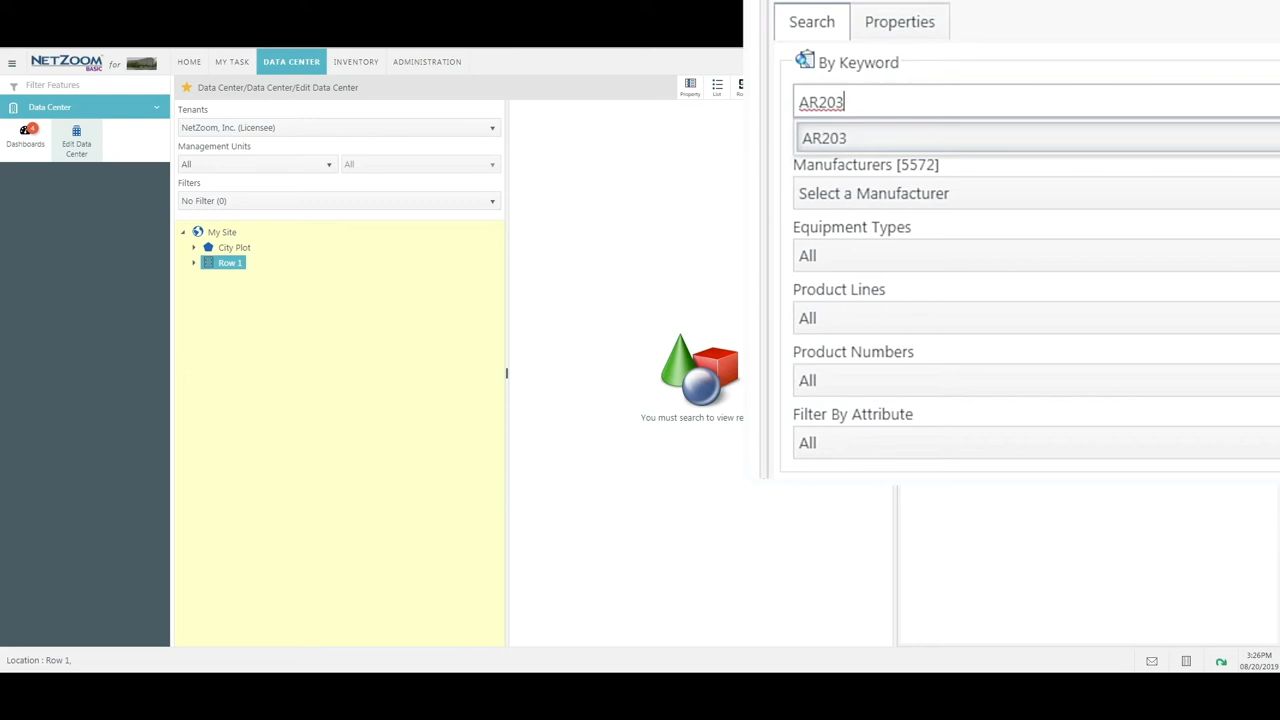 NETZOOM
BASIC
for
HOME
MY TASK
DATA CENTER
INVENTORY
ADMINISTRATION
Filter Features
Data Center/Data Center/Edit Data Center
Property
List
Data Center
4
Dashboards
Edit Data
Center
Tenants
NetZoom, Inc. (Licensee)
Management Units
All
All
Filters
No Filter (0)
My Site
City Plot
Row 1
You must search to view re
Search
Properties
By Keyword
AR203
AR203
Manufacturers [5572]
Select a Manufacturer
Equipment Types
All
Product Lines
All
Product Numbers
All
Filter By Attribute
All
Location : Row 1,
3:26PM
08/20/2019